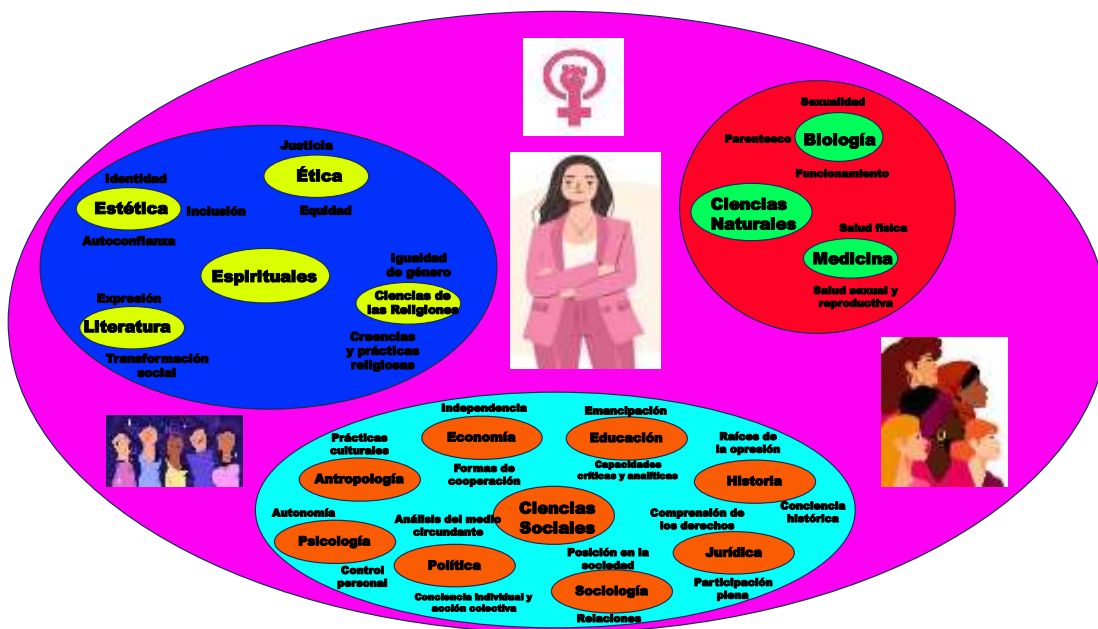 Justicia
Ética
Equidad
Identidad
Estética
Inclusión
Autoconfianza
Espirituales
Igualdad
de género
Ciencias de
las Religiones
Creencias
y prácticas
religiosas
Expresión
Literatura
Transformación
social
Sexualidad
Parentesco
Biología
Funcionamiento
Ciencias
Naturales
Salud física
Medicina
Salud sexual y
reproductiva
Independencia
Economía
Formas de
cooperación
Emancipación
Educación
Capacidades
críticas y analíticas
Raíces de
la opresión
Historia
Conciencia
histórica
Prácticas
culturales
Antropología
Ciencias
Sociales
Autonomía
Psicología
Control
personal
Análisis del medio
circundante
Política
Conciencia individual y
acción colectiva
Posición en la
sociedad
Sociología
Relaciones
Comprensión de
los derechos
Jurídica
Participación
plena